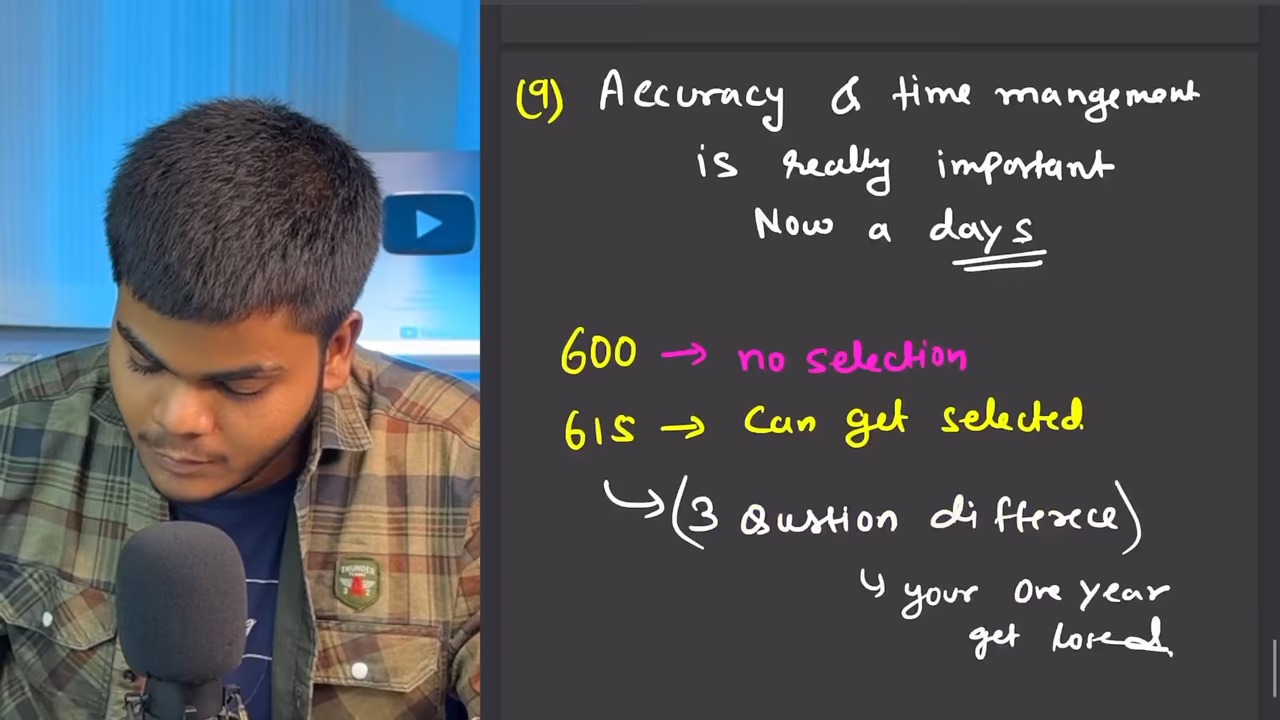 (9) Accuracy & time mangement
is really important
Now a days
600 → no selection
615 → Can get selected
↳ (3 Qustion differece)
↳ your one year
get
THUNDER